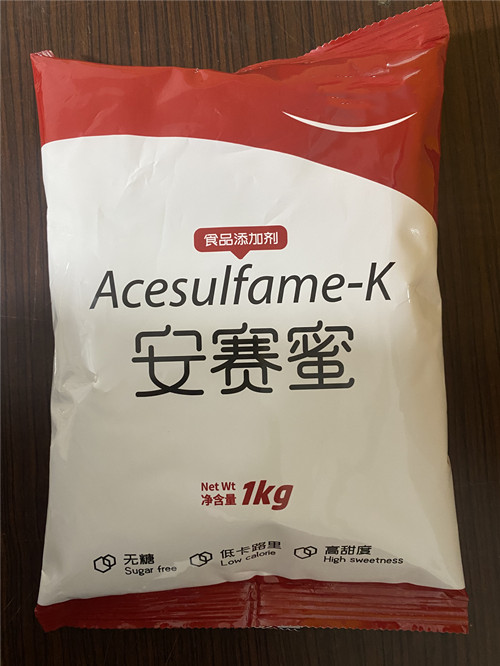 食品添加剂
Acesulfame-K
安赛蜜
Net Wt
净含量 1kg
无糖
Sugar free
低卡路里
Low calorie
高甜度
High sweetness